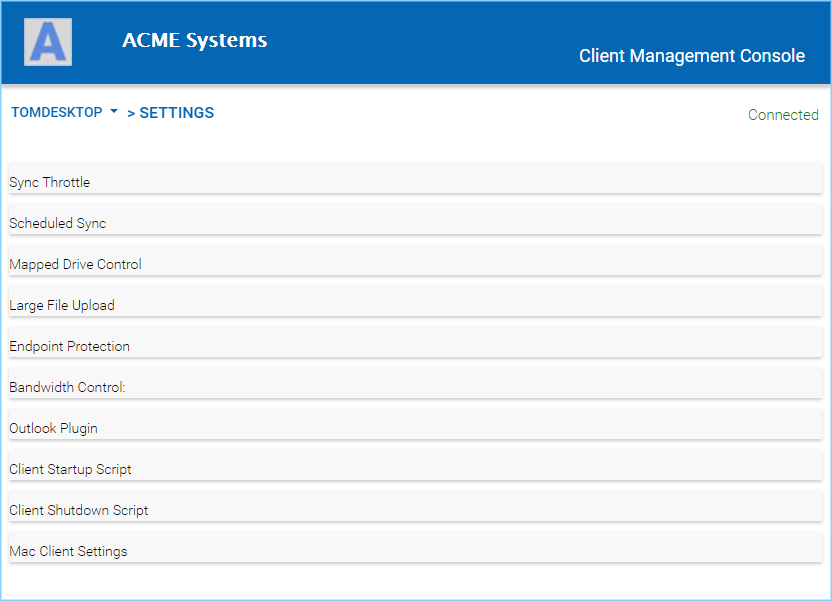 A
ACME Systems
Client Management Console
TOMDESKTOP > SETTINGS
Connected
Sync Throttle
Scheduled Sync
Mapped Drive Control
Large File Upload
Endpoint Protection
Bandwidth Control:
Outlook Plugin
Client Startup Script
Client Shutdown Script
Mac Client Settings